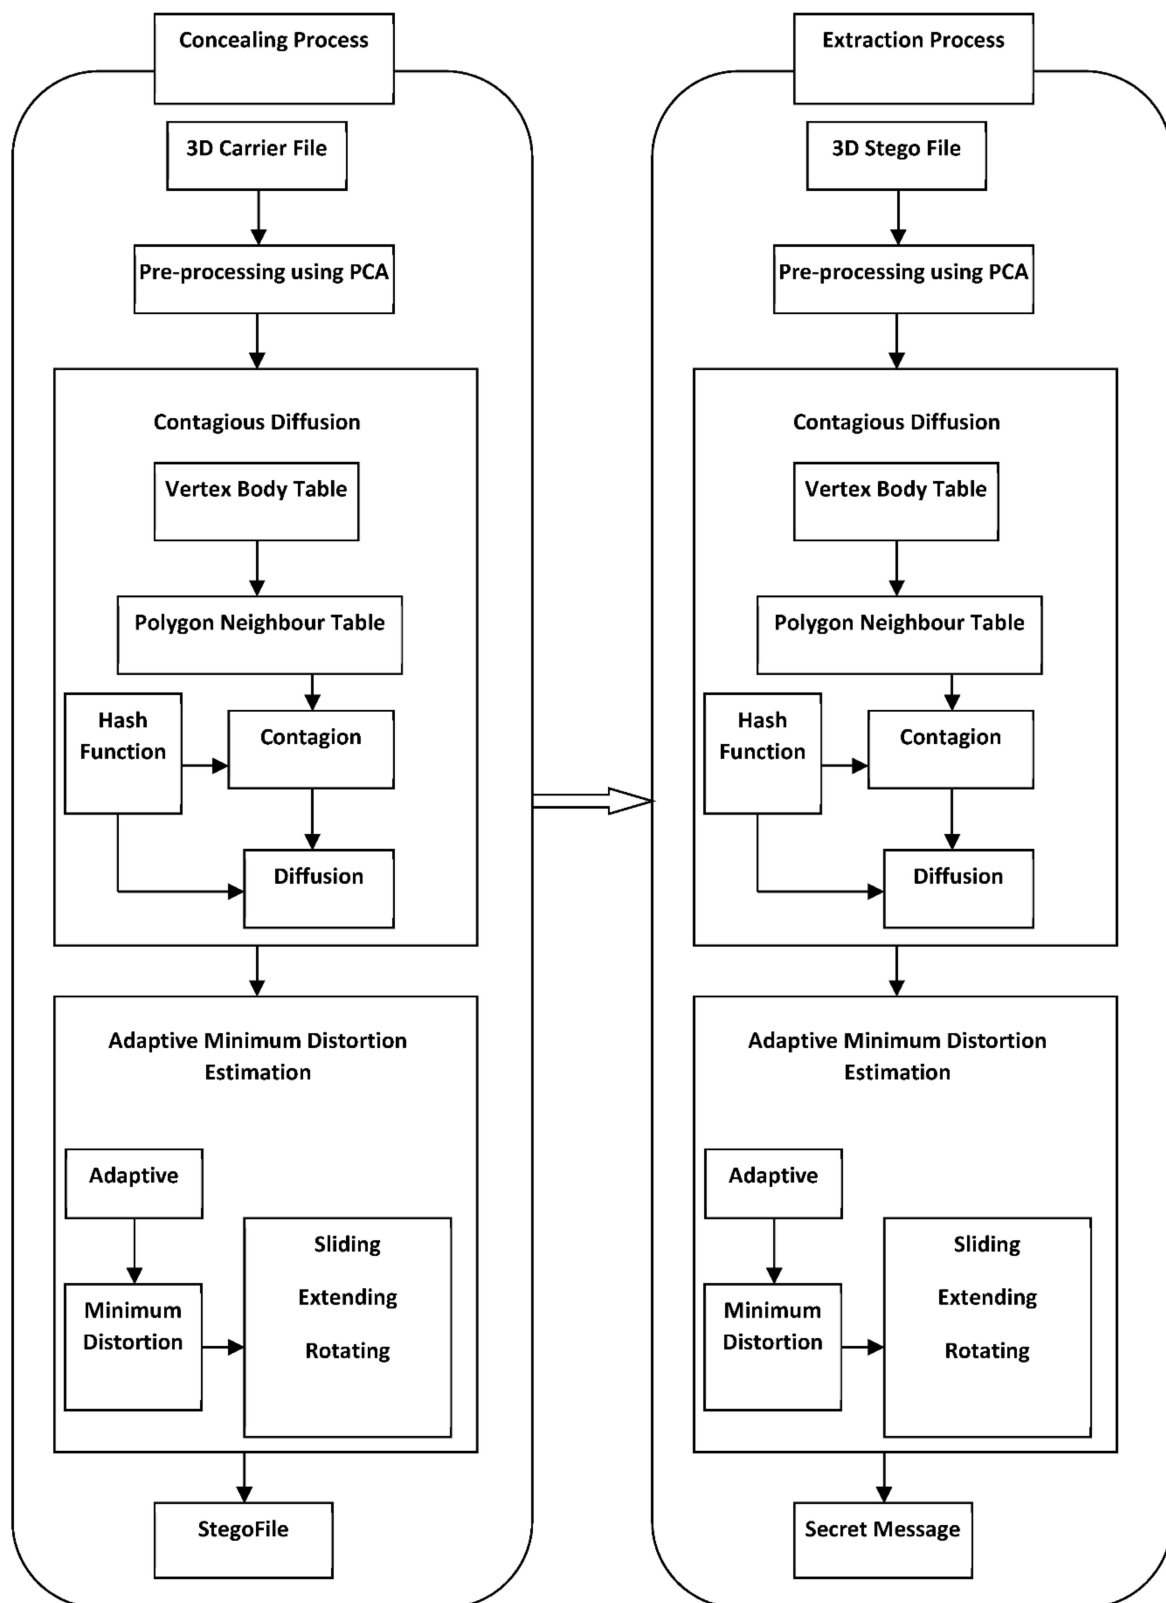 Concealing Process
3D Carrier File
Pre-processing using PCA
Contagious Diffusion
Vertex Body Table
Polygon Neighbour Table
Hash
Function
Contagion
Diffusion
Adaptive Minimum Distortion
Estimation
Adaptive
Minimum
Distortion
Sliding
Extending
Rotating
StegoFile
Extraction Process
3D Stego File
Pre-processing using PCA
Contagious Diffusion
Vertex Body Table
Polygon Neighbour Table
Hash
Function
Contagion
Diffusion
Adaptive Minimum Distortion
Estimation
Adaptive
Minimum
Distortion
Sliding
Extending
Rotating
Secret Message